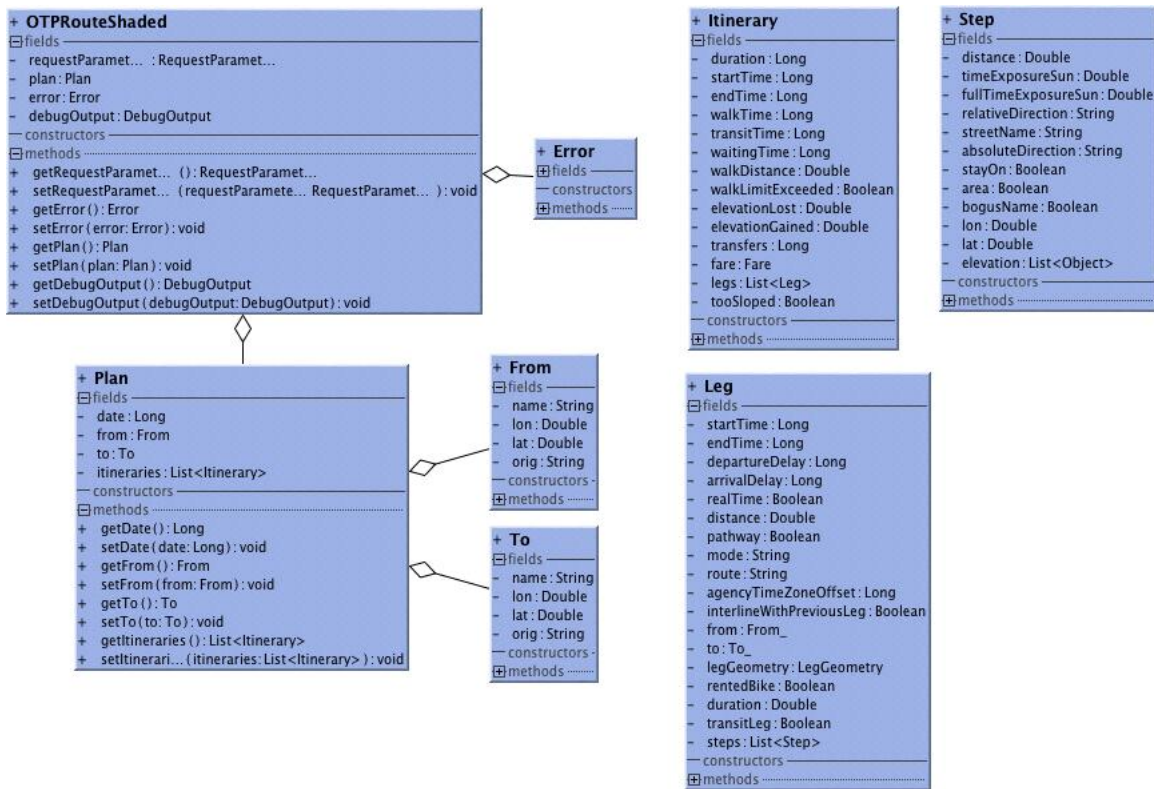 + OTPRouteShaded
fields
- requestParamet... : RequestParamet...
- plan: Plan
- error: Error
- debugOutput: DebugOutput
constructors
methods
+ getRequestParamet... (): RequestParamet...
+ setRequestParamet... (requestParamete... RequestParamet... ): void
+ getError(): Error
+ setError(error: Error): void
+ getPlan(): Plan
+ setPlan(plan: Plan): void
+ getDebugOutput(): DebugOutput
+ setDebugOutput(debugOutput: DebugOutput): void
+ Error
fields
constructors
methods
+ Plan
fields
- date: Long
- from: From
- to: To
- itineraries: List<Itinerary>
constructors
methods
+ getDate(): Long
+ setDate(date: Long): void
+ getFrom(): From
+ setFrom(from: From): void
+ getTo(): To
+ setTo(to: To): void
+ getItineraries(): List<Itinerary>
+ setItinerari... (itineraries: List<Itinerary>): void
+ From
fields
- name: String
- lon: Double
- lat: Double
- orig: String
constructors
methods
+ To
fields
- name: String
- lon: Double
- lat: Double
- orig: String
constructors
methods
+ Itinerary
fields
- duration: Long
- startTime: Long
- endTime: Long
- walkTime: Long
- transitTime: Long
- waitingTime: Long
- walkDistance: Double
- walkLimitExceeded: Boolean
- elevationLost: Double
- elevationGained: Double
- transfers: Long
- fare: Fare
- legs: List<Leg>
- tooSloped: Boolean
constructors
methods
+ Step
fields
- distance: Double
- timeExposureSun: Double
- fullTimeExposureSun: Double
- relativeDirection: String
- streetName: String
- absoluteDirection: String
- stayOn: Boolean
- area: Boolean
- bogusName: Boolean
- lon: Double
- lat: Double
- elevation: List<Object>
constructors
methods
+ Leg
fields
- startTime: Long
- endTime: Long
- departureDelay: Long
- arrivalDelay: Long
- realTime: Boolean
- distance: Double
- pathway: Boolean
- mode: String
- route: String
- agencyTimeZoneOffset: Long
- interlineWithPreviousLeg: Boolean
- from: From_
- to: To_
- legGeometry: LegGeometry
- rentedBike: Boolean
- duration: Double
- transitLeg: Boolean
- steps: List<Step>
constructors
methods